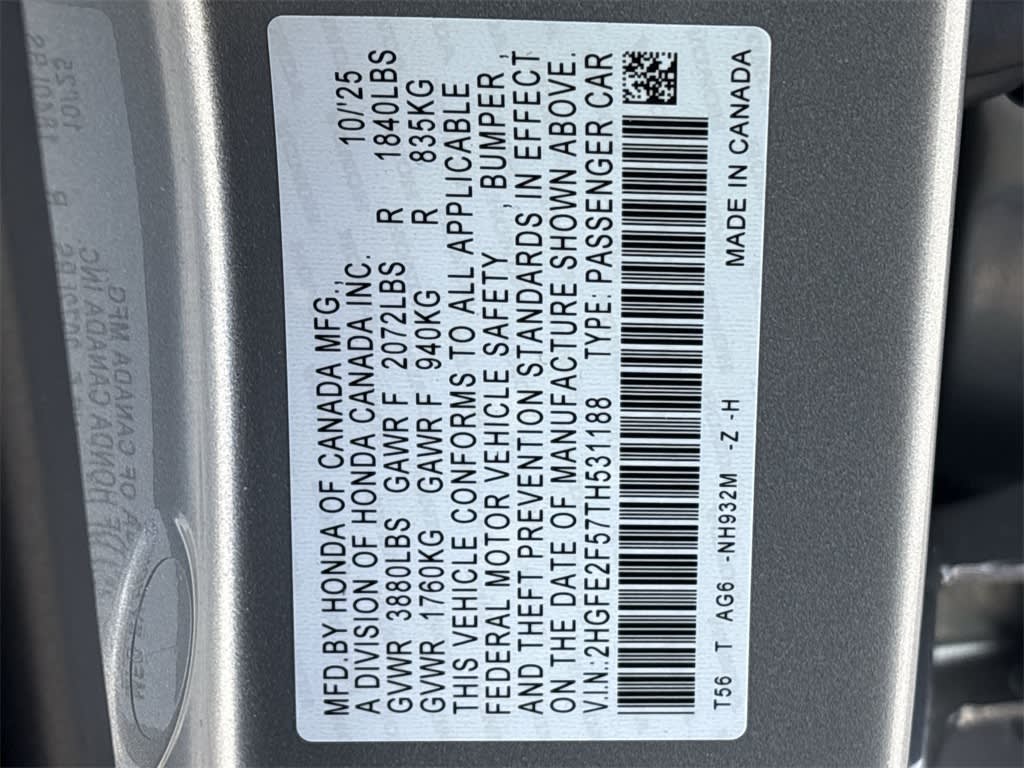 MFD.BY HONDA OF CANADA MFG., 10/'25
A DIVISION OF HONDA CANADA INC.
GVWR 3880LBS GAWR F 2072LBS R 1840LBS
GVWR 1760KG GAWR F 940KG R 835KG
THIS VEHICLE CONFORMS TO ALL APPLICABLE
FEDERAL MOTOR VEHICLE SAFETY, BUMPER,
AND THEFT PREVENTION STANDARDS IN EFFECT
ON THE DATE OF MANUFACTURE SHOWN ABOVE.
V.I.N.:2HGFE2F57TH531188 TYPE: PASSENGER CAR
T56 T AG6 -NH932M -Z -H MADE IN CANADA